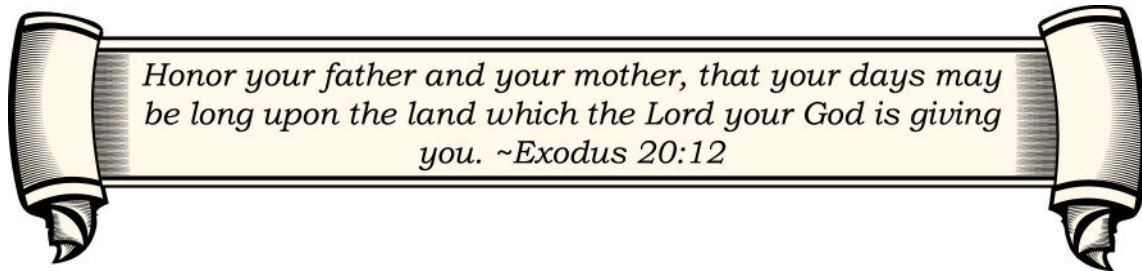 Honor your father and your mother, that your days may
be long upon the land which the Lord your God is giving
you. ~Exodus 20:12